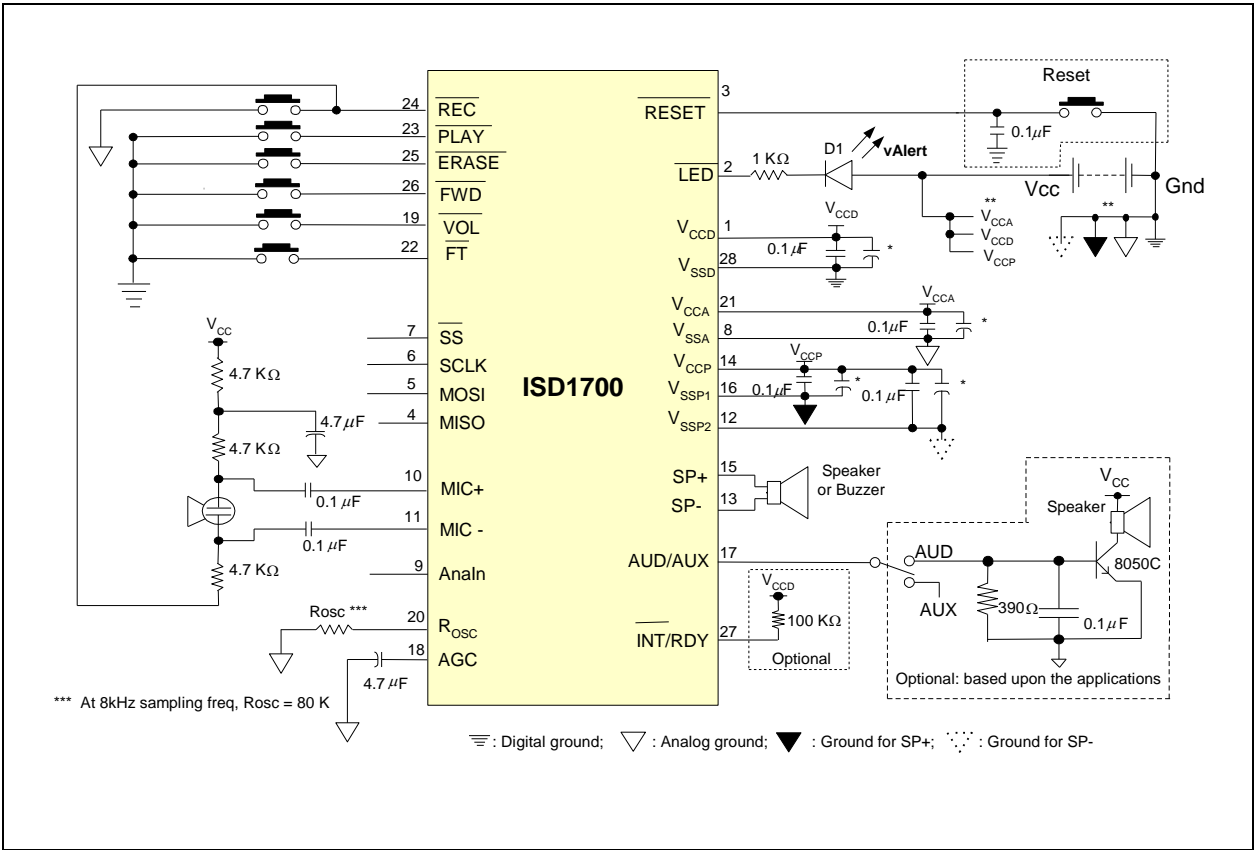 Reset
3
24
REC
RESET
0.1μF
23
PLAY
D1
vAlert
25
ERASE
1 KΩ
LED
2
26
FWD
Vcc
Gnd
**
**
19
VOL
VCCD
VCCA
VCCD
VCCP
22
FT
VCCD
1
0.1μF
*
VSSD
28
VCCA
21
VCCA
VCC
7
SS
VSSA
8
0.1μF
*
6
SCLK
VCCP
14
VCCP
4.7 KΩ
5
MOSI
ISD1700
VSSP1
16
0.1μF
*
0.1μF
*
4
MISO
4.7μF
VSSP2
12
4.7 KΩ
10
MIC+
SP+
15
Speaker
or Buzzer
0.1μF
SP-
13
VCC
11
MIC -
Speaker
0.1μF
4.7 KΩ
9
AnaIn
AUD/AUX
17
AUD
8050C
AUX
VCCD
390Ω
0.1μF
Rosc ***
20
ROSC
100 KΩ
INT/RDY
27
Optional
18
AGC
4.7 μF
Optional: based upon the applications
*** At 8kHz sampling freq, Rosc = 80 K
: Digital ground; : Analog ground; : Ground for SP+; : Ground for SP-